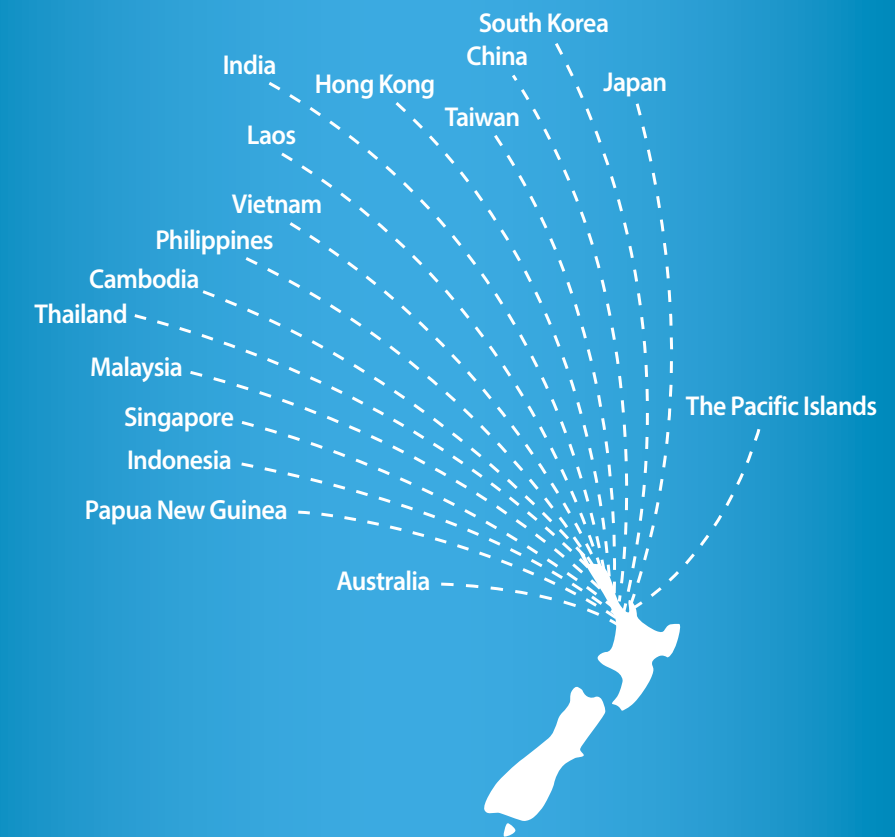 South Korea
China
India
Hong Kong
Japan
Taiwan
Laos
Vietnam
Philippines
Cambodia
Thailand
Malaysia
The Pacific Islands
Singapore
Indonesia
Papua New Guinea
Australia